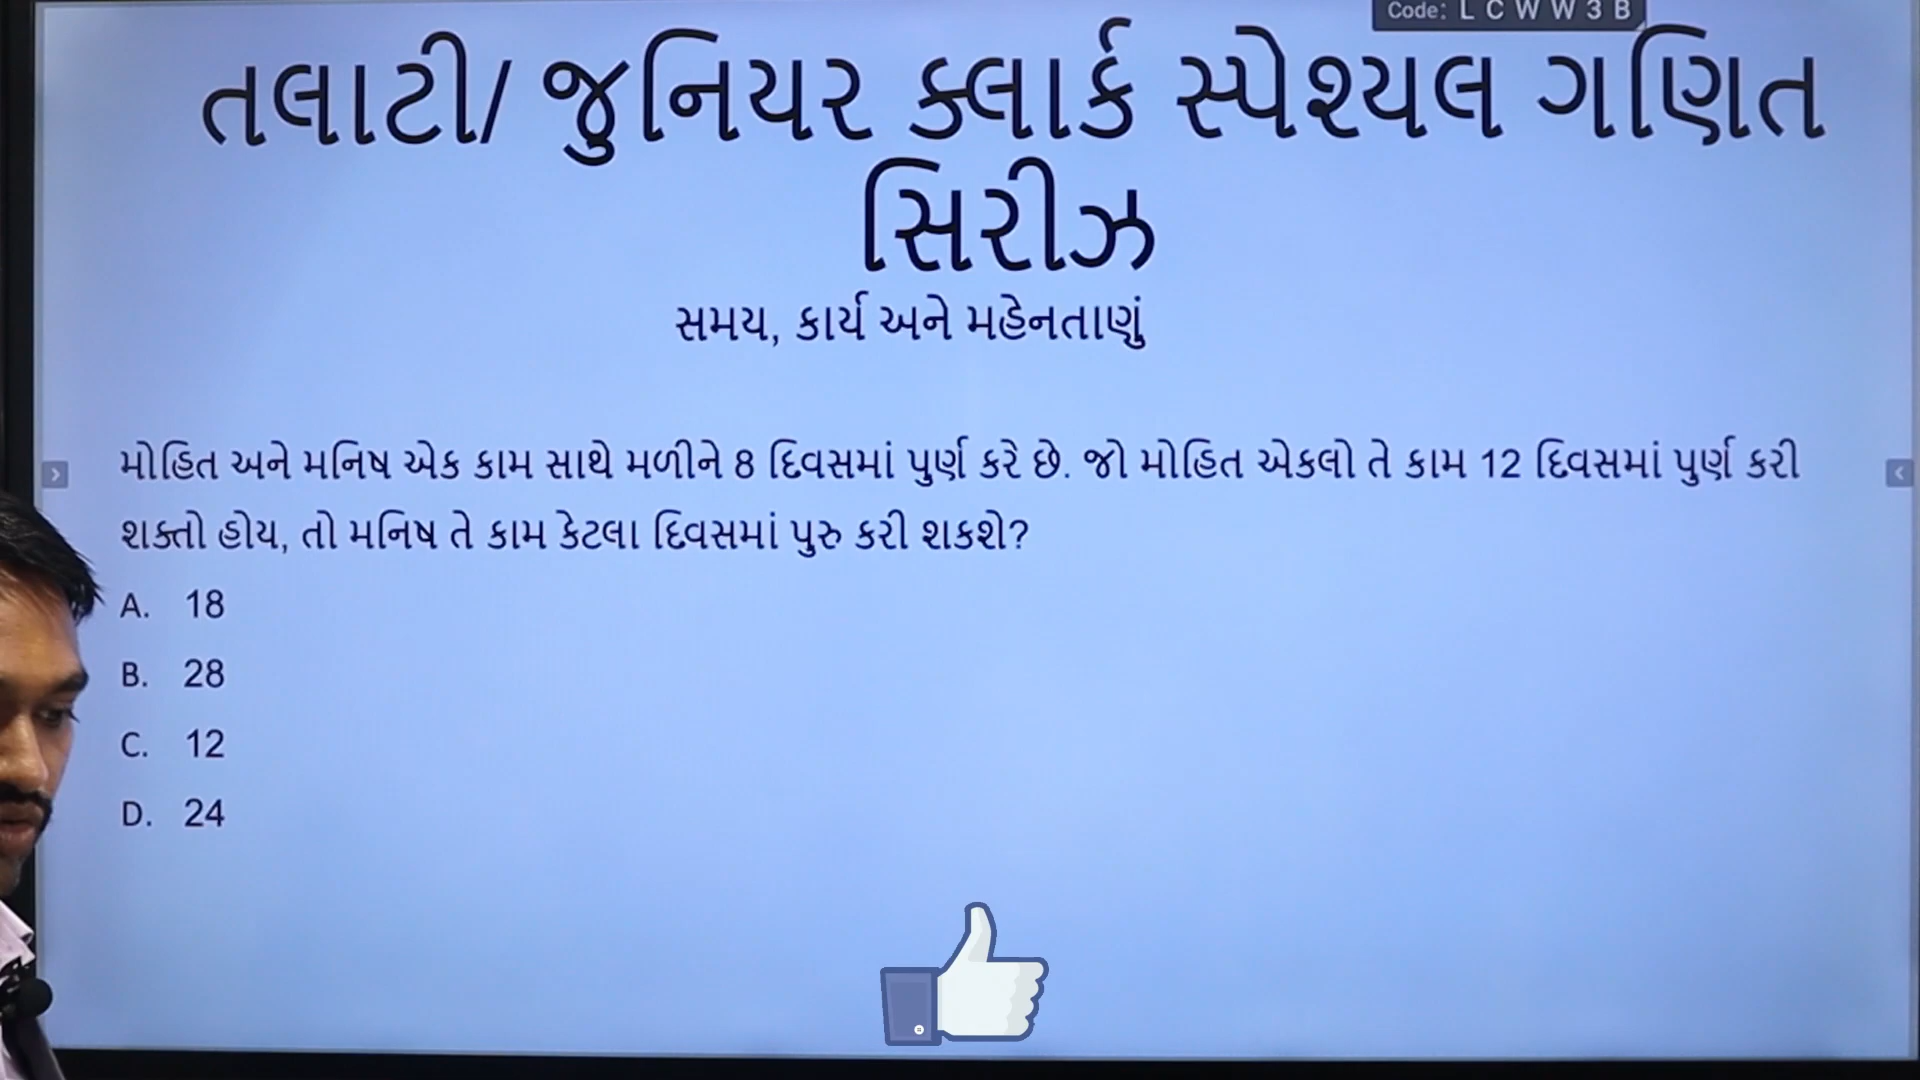 Code: L C W W 3 B
તલાટી/ જુનિયર ક્લાર્ક સ્પેશ્યલ ગણિત
સિરીઝ
સમય, કાર્ય અને મહેનતાણું
મોહિત અને મનિષ એક કામ સાથે મળીને 8 દિવસમાં પુર્ણ કરે છે. જો મોહિત એકલો તે કામ 12 દિવસમાં પુર્ણ કરી
શક્તો હોય, તો મનિષ તે કામ કેટલા દિવસમાં પુરુ કરી શકશે?
A. 18
B. 28
C. 12
D. 24